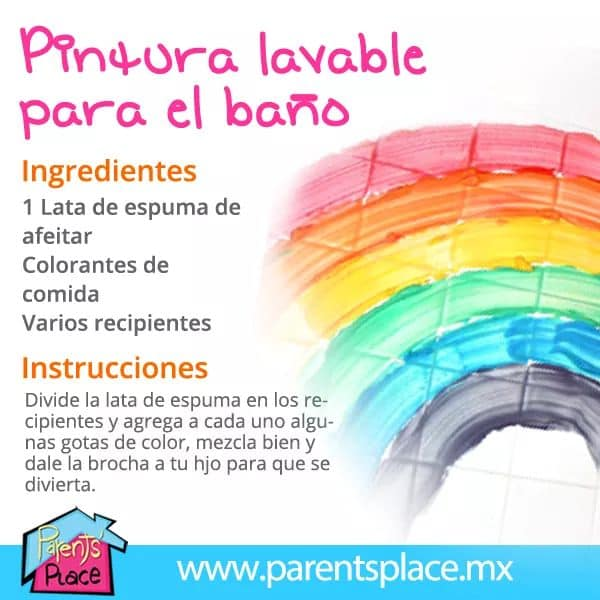 Pintura lavable
para el baño
Ingredientes
1 Lata de espuma de
afeitar
Colorantes de
comida
Varios recipientes
Instrucciones
Divide la lata de espuma en los re-
cipientes y agrega a cada uno algu-
nas gotas de color, mezcla bien y
dale la brocha a tu hjo para que se
divierta.
Parents'
Place
www.parentsplace.mx